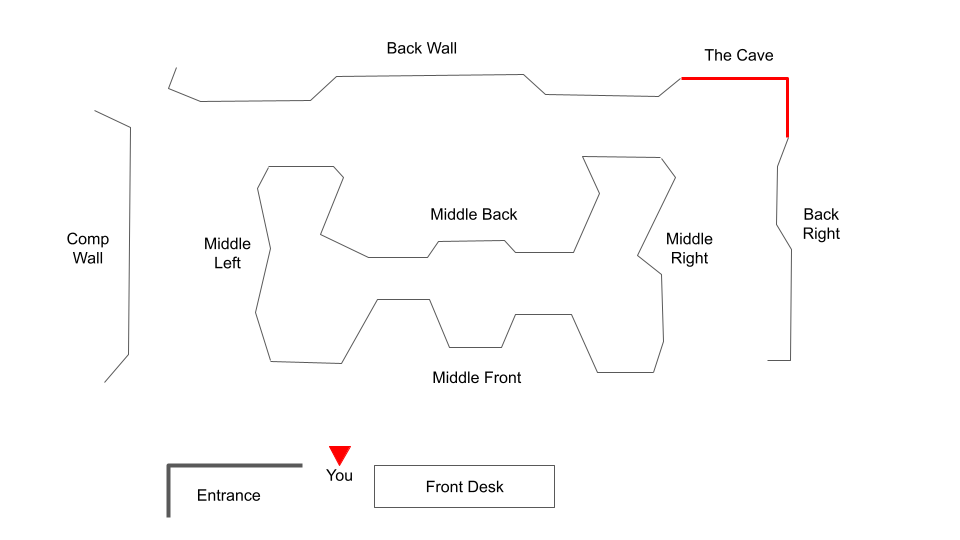 Back Wall
The Cave
Comp
Wall
Middle
Left
Middle Back
Middle
Right
Back
Right
Middle Front
You
Entrance
Front Desk